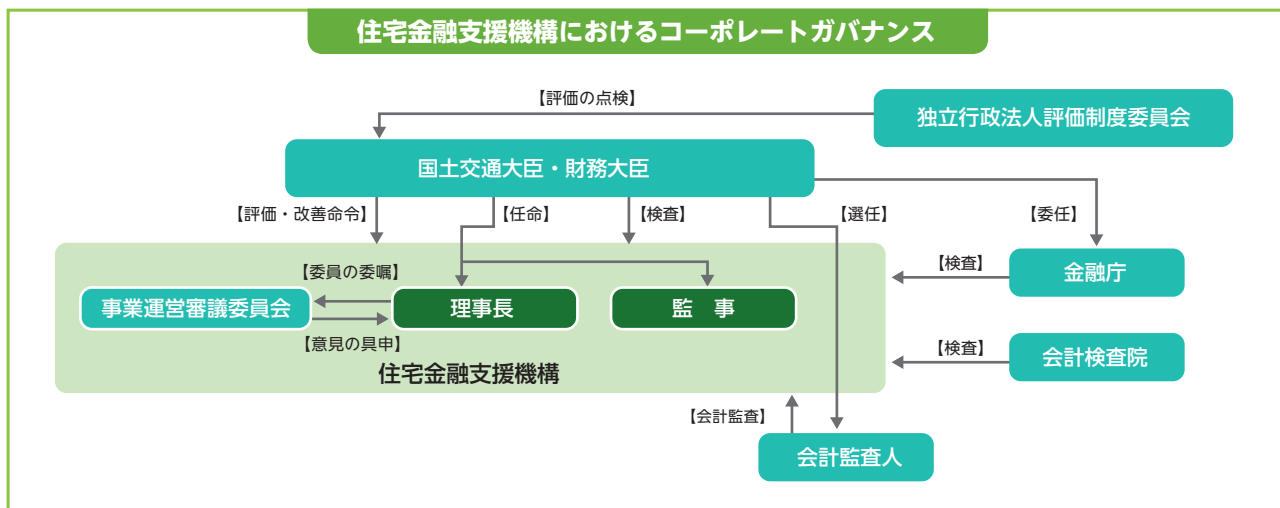 住宅金融支援機構におけるコーポレートガバナンス
【評価の点検】
独立行政法人評価制度委員会
国土交通大臣・財務大臣
【評価・改善命令】
【任命】
【検査】
【選任】
【委任】
【委員の委嘱】
【検査】
金融庁
事業運営審議委員会
理事長
監　事
【意見の具申】
【検査】
会計検査院
住宅金融支援機構
【会計監査】
会計監査人